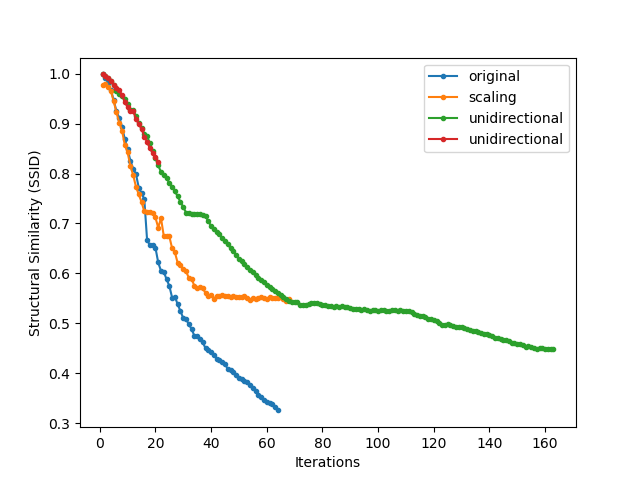 original
scaling
unidirectional
unidirectional
1.0
0.9
0.8
0.7
0.6
0.5
0.4
0.3
Structural Similarity (SSID)
0 20 40 60 80 100 120 140 160
Iterations